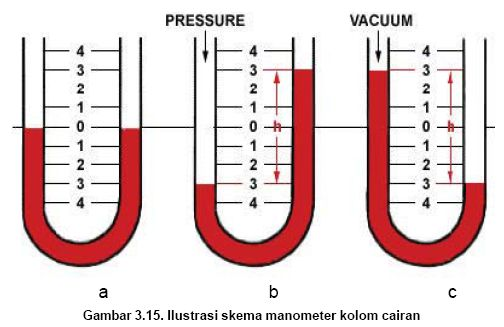 PRESSURE VACUUM
4 4 4
3 3 3
2 2 2
1 1 1
0 0 h 0 h
1 1 1
2 2 2
3 3 3
4 4 4
a b c
Gambar 3.15. Ilustrasi skema manometer kolom cairan